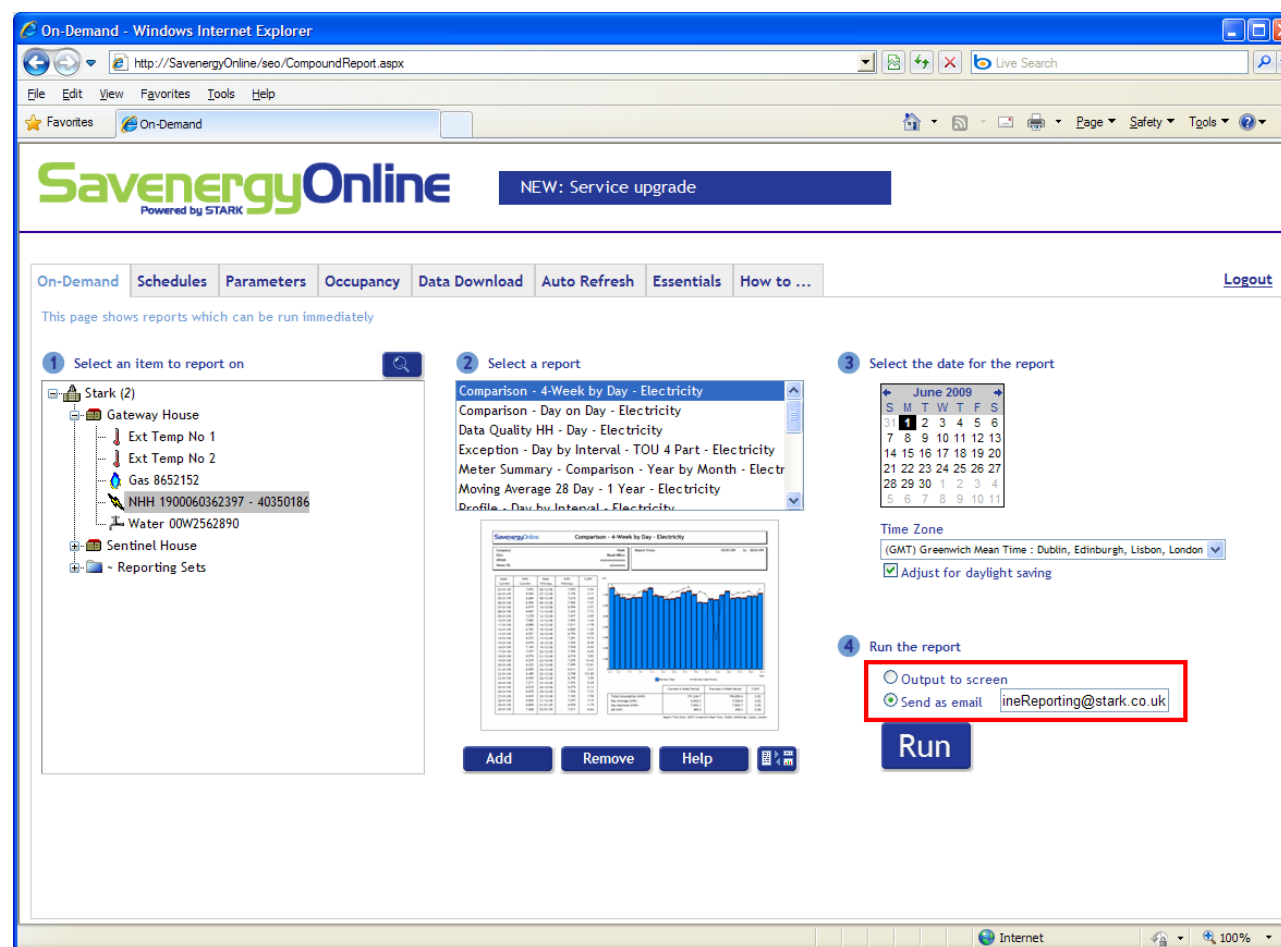 On-Demand - Windows Internet Explorer
http://SavenergyOnline/seo/CompoundReport.aspx
Live Search
File Edit View Favorites Tools Help
Favorites On-Demand Page Safety Tools
SavenergyOnline
Powered by STARK
NEW: Service upgrade
On-Demand Schedules Parameters Occupancy Data Download Auto Refresh Essentials How to ... Logout
This page shows reports which can be run immediately
1 Select an item to report on
Stark (2)
Gateway House
Ext Temp No 1
Ext Temp No 2
Gas 8652152
NHH 1900060362397 - 40350186
Water 00W2562890
Sentinel House
~ Reporting Sets
2 Select a report
Comparison - 4-Week by Day - Electricity
Comparison - Day on Day - Electricity
Data Quality HH - Day - Electricity
Exception - Day by Interval - TOU 4 Part - Electricity
Meter Summary - Comparison - Year by Month - Electr
Moving Average 28 Day - 1 Year - Electricity
Profile - Day by Interval - Electricity
SavenergyOnline Comparison - 4-Week by Day - Electricity
Add Remove Help
3 Select the date for the report
June 2009
S M T W T F S
31 1 2 3 4 5 6
7 8 9 10 11 12 13
14 15 16 17 18 19 20
21 22 23 24 25 26 27
28 29 30 1 2 3 4
5 6 7 8 9 10 11
Time Zone
(GMT) Greenwich Mean Time : Dublin, Edinburgh, Lisbon, London
Adjust for daylight saving
4 Run the report
Output to screen
Send as email ineReporting@stark.co.uk
Run
Internet 100%